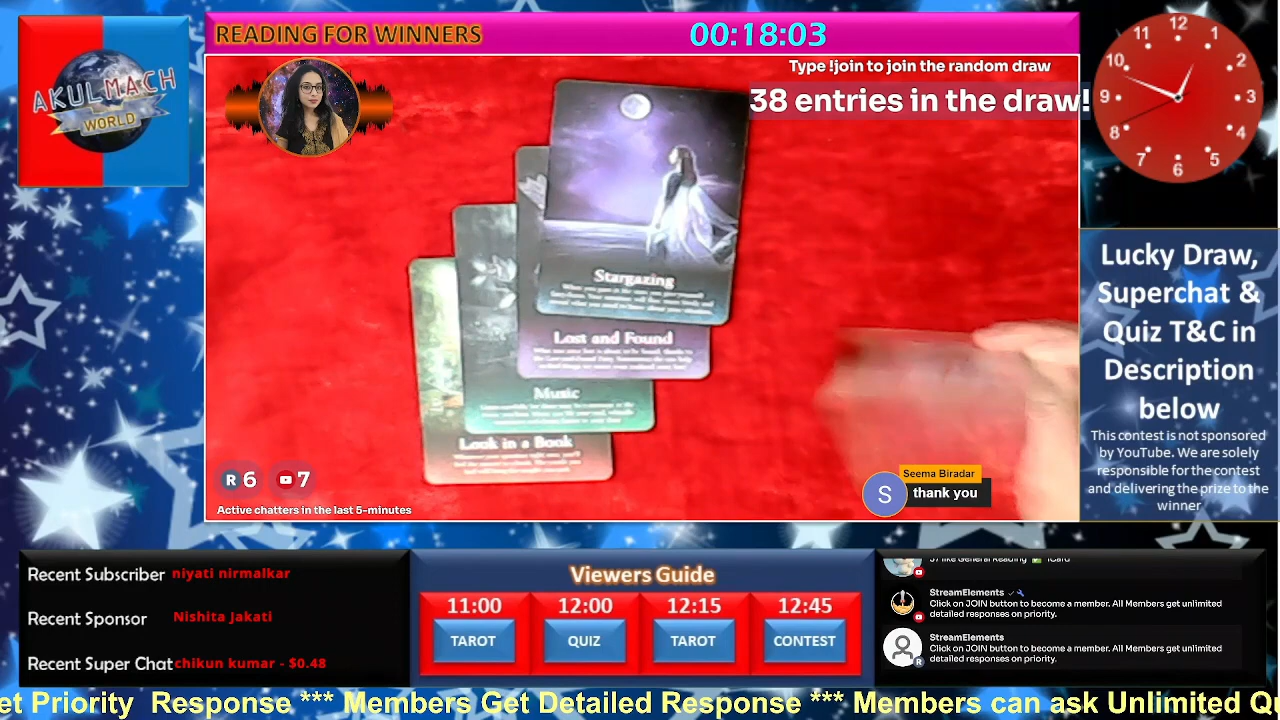 AKULMACH
WORLD
READING FOR WINNERS
00:18:03
Type !join to join the random draw
38 entries in the draw!
12
1
2
3
4
5
6
7
8
9
10
11
Stargazing
Lost and Found
Music
Look in a Book
R 6
7
Active chatters in the last 5-minutes
Seema Biradar
S
thank you
Lucky Draw,
Superchat &
Quiz T&C in
Description
below
This contest is not sponsored
by YouTube. We are solely
responsible for the contest
and delivering the prize to the
winner
Recent Subscriber niyati nirmalkar
Recent Sponsor Nishita Jakati
Recent Super Chat chikun kumar - $0.48
Viewers Guide
11:00 12:00 12:15 12:45
TAROT QUIZ TAROT CONTEST
37 like General Reading
StreamElements
Click on JOIN button to become a member. All Members get unlimited
detailed responses on priority.
StreamElements
Click on JOIN button to become a member. All Members get unlimited
detailed responses on priority.
et Priority Response *** Members Get Detailed Response *** Members can ask Unlimited Qu